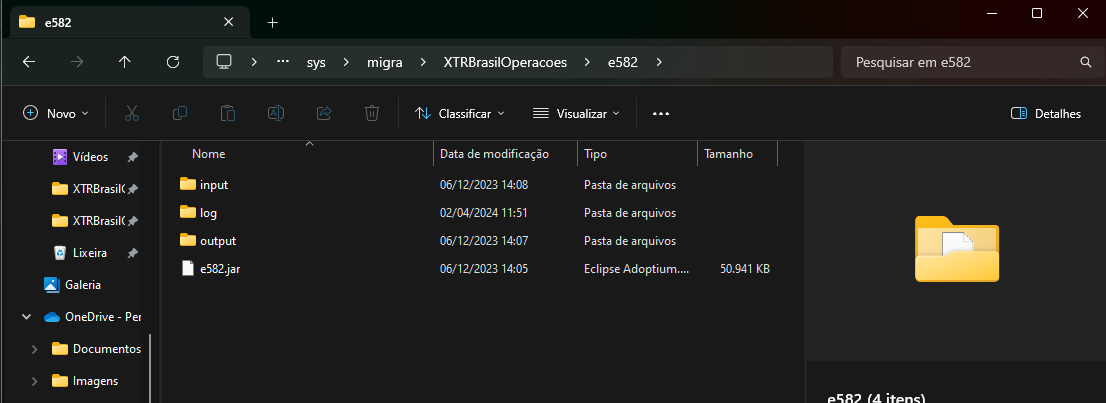 e582
sys migra XTRBrasilOperacoes e582
Pesquisar em e582
Novo Classificar Visualizar Detalhes
Vídeos
XTRBrasil
XTRBrasil
Lixeira
Galeria
OneDrive - Per
Documentos
Imagens
Nome Data de modificação Tipo Tamanho
input 06/12/2023 14:08 Pasta de arquivos
log 02/04/2024 11:51 Pasta de arquivos
output 06/12/2023 14:07 Pasta de arquivos
e582.jar 06/12/2023 14:05 Eclipse Adoptium.... 50.941 KB
e582 (4 itens)